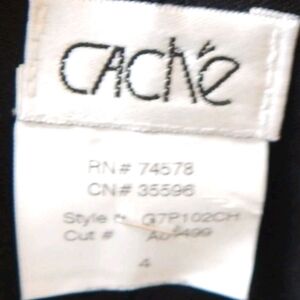 CACHé
RN# 74578
CN# 35596
Style #: G7P102CH
Cut #
4